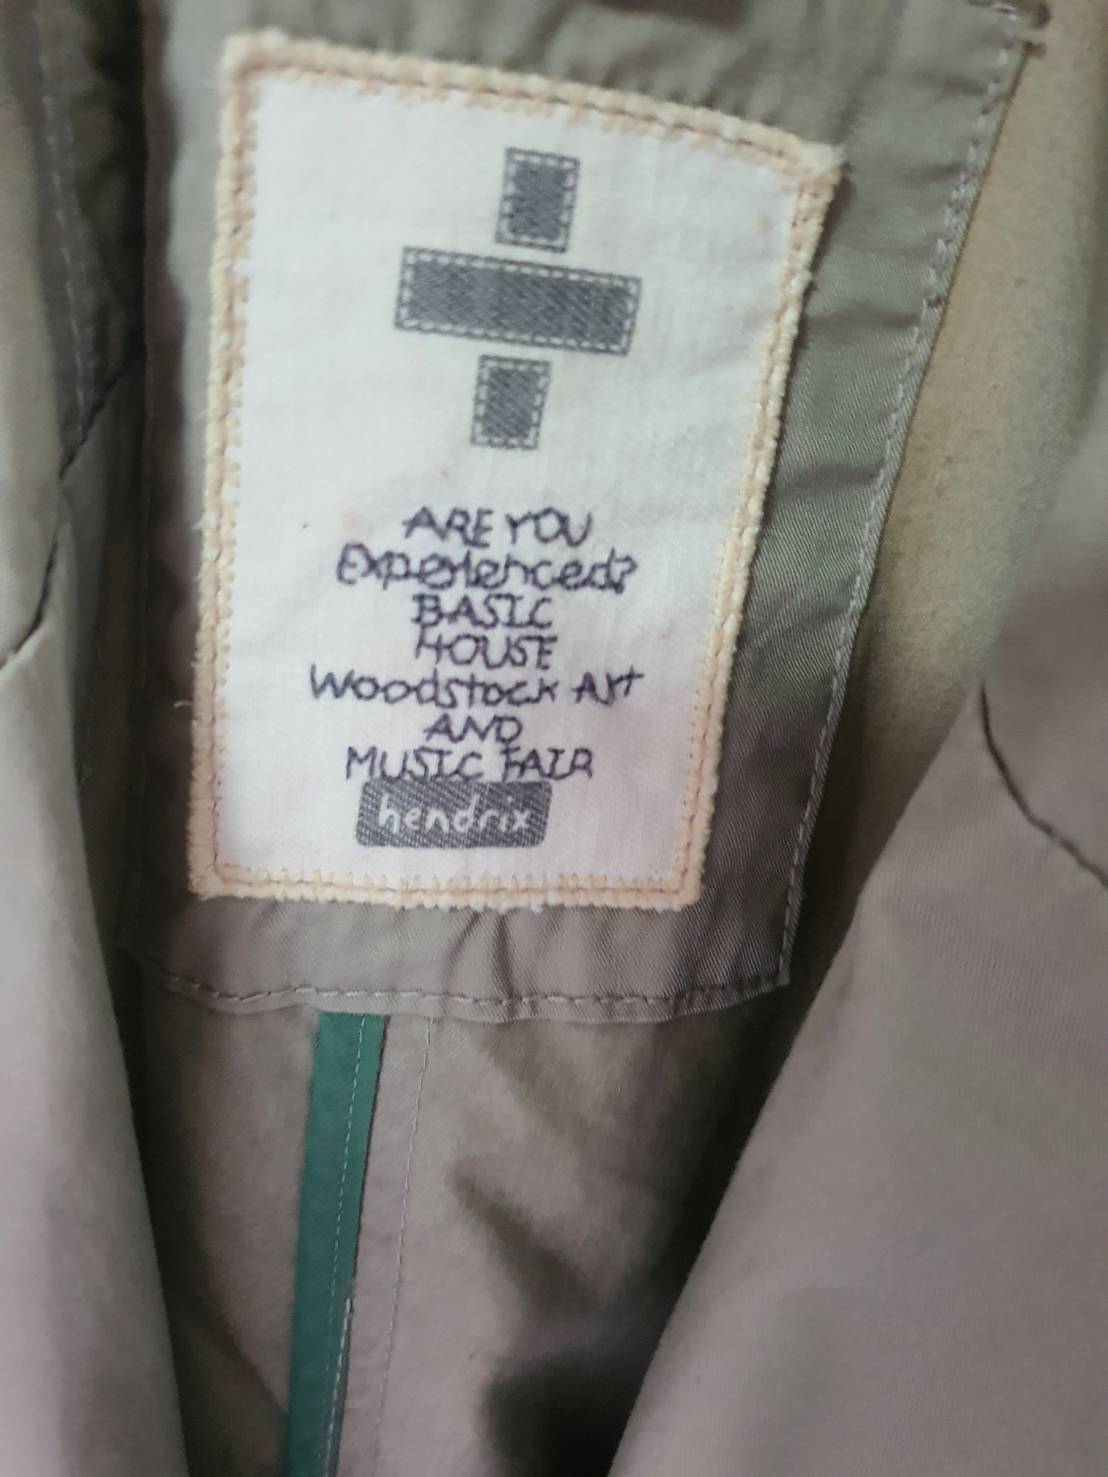 ARE YOU
Experienced?
BASIC
HOUSE
Woodstock Art
AND
MUSIC FAIR
hendrix